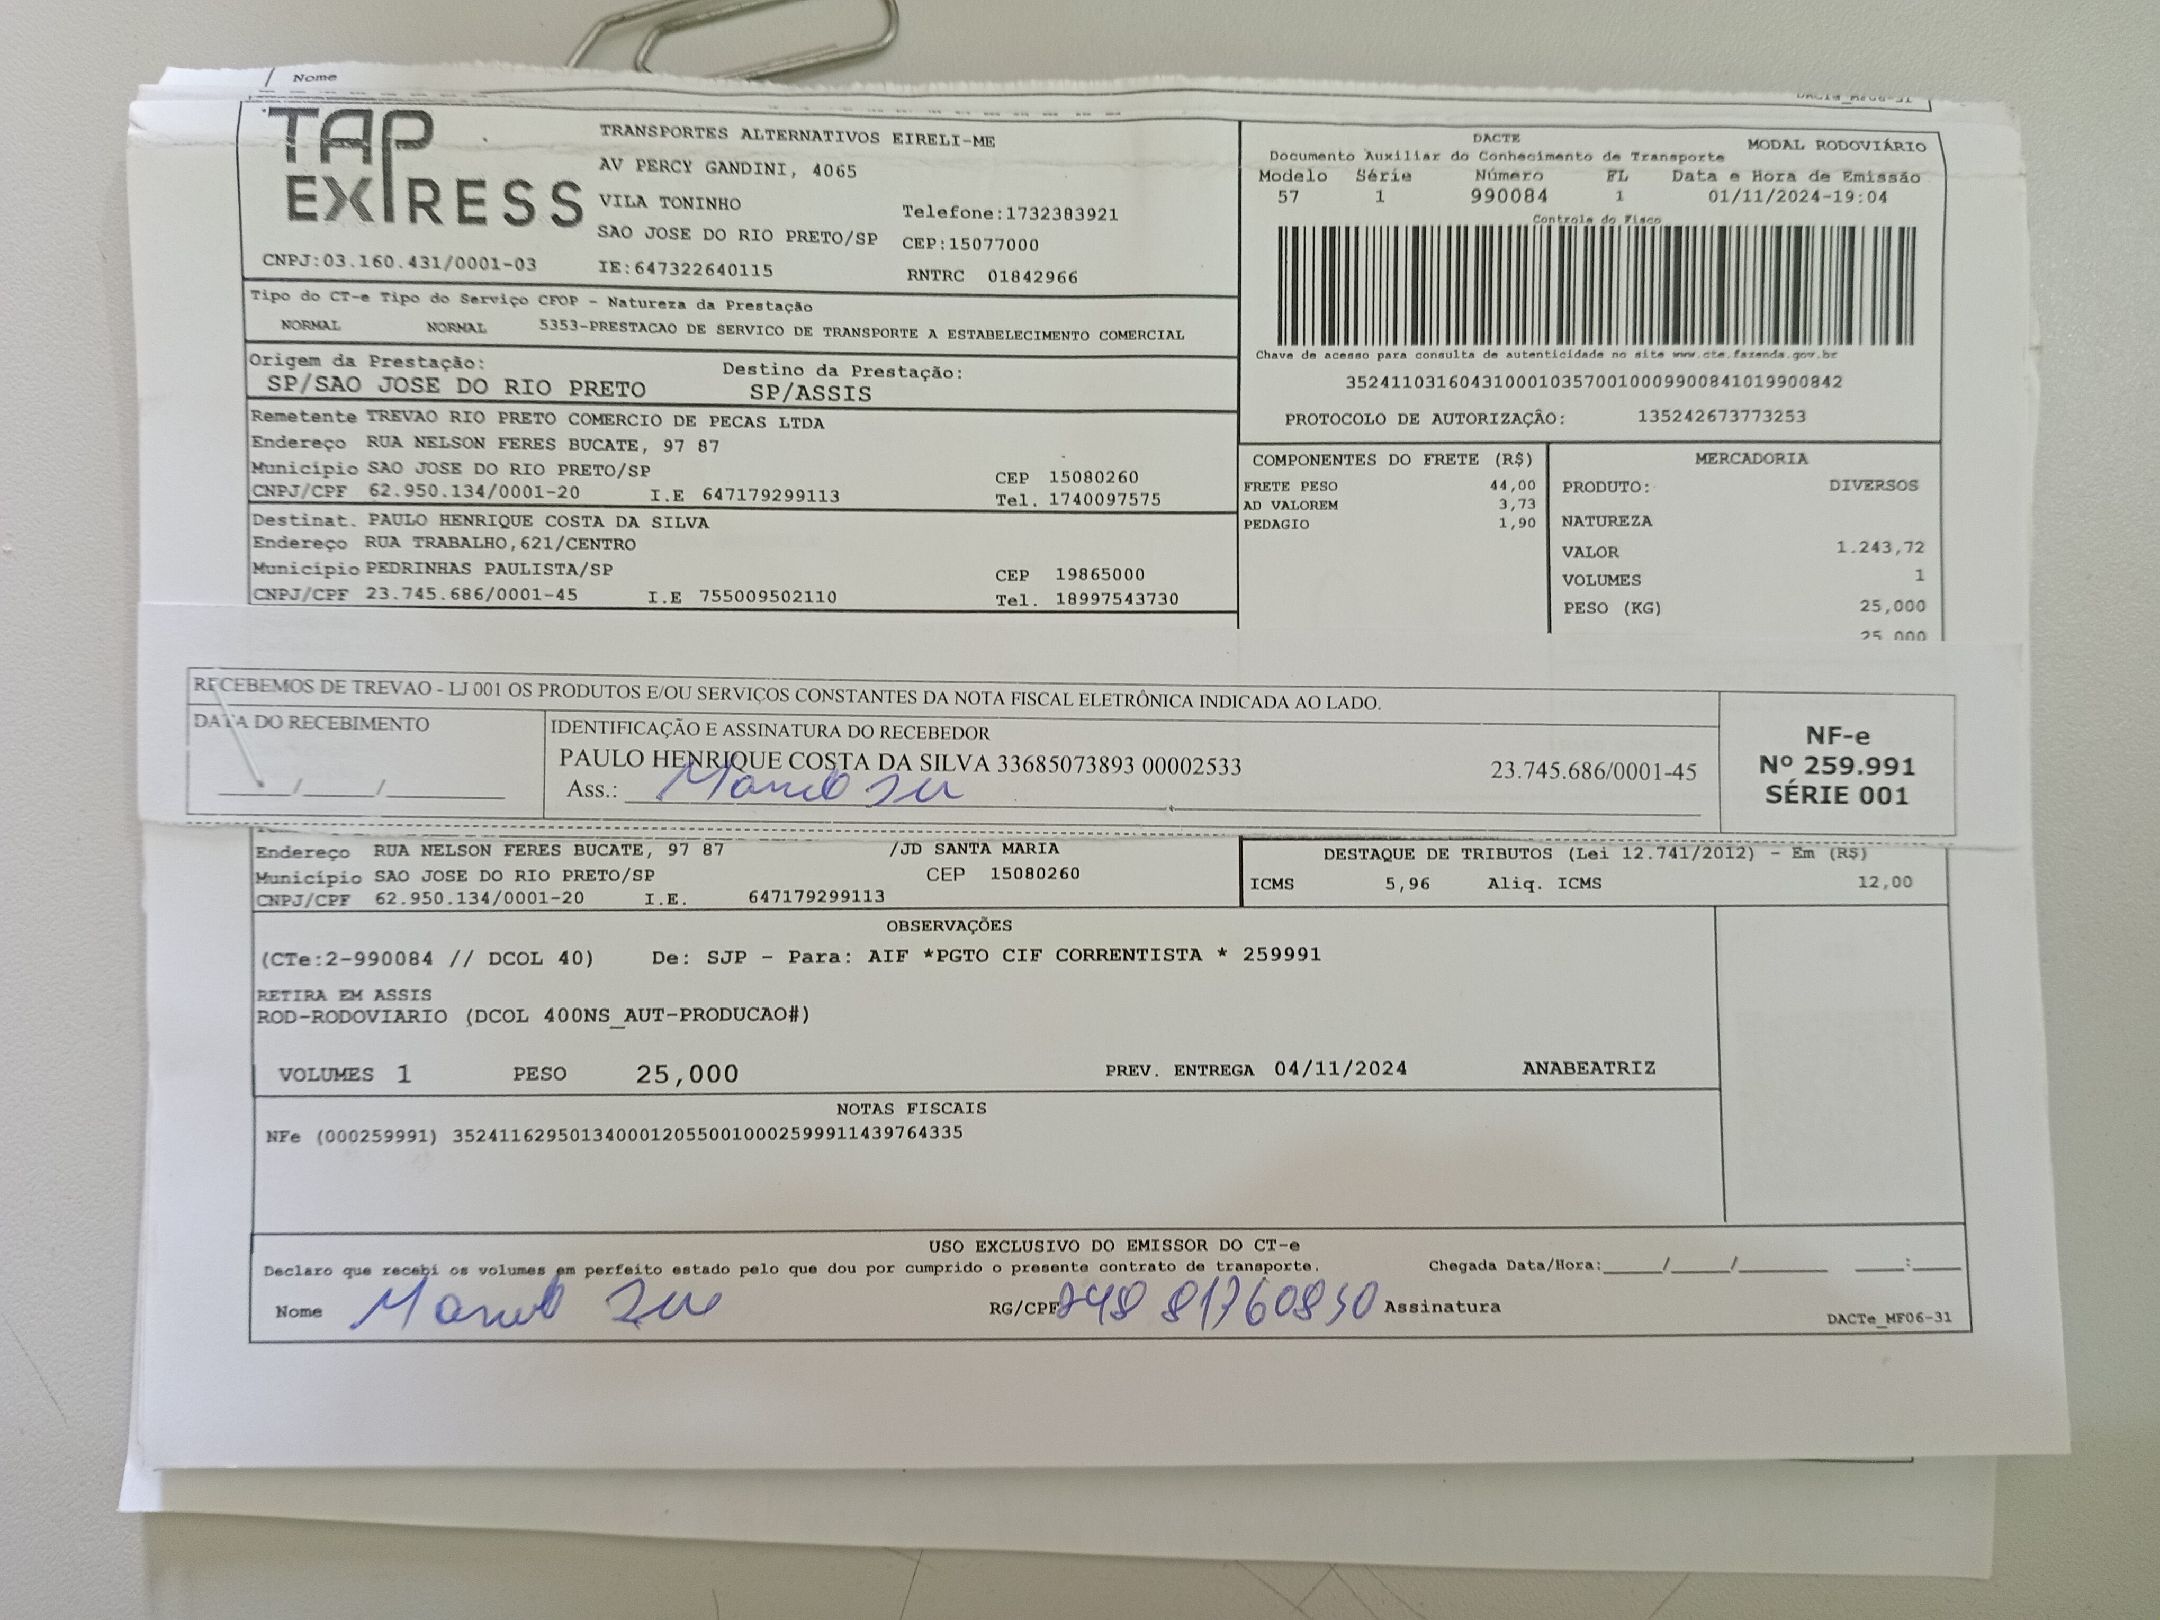 Nome
TAP
EXPRESS
TRANSPORTES ALTERNATIVOS EIRELI-ME
AV PERCY GANDINI, 4065
VILA TONINHO
Telefone:1732383921
SAO JOSE DO RIO PRETO/SP
CEP:15077000
CNPJ:03.160.431/0001-03
IE:647322640115
RNTRC 01842966
DACTE
MODAL RODOVIÁRIO
Documento Auxiliar do Conhecimento de Transporte
Modelo Série Número FL Data e Hora de Emissão
57 1 990084 1 01/11/2024-19:04
Controle do Fisco
Chave de acesso para consulta de autenticidade no site www.cte.fazenda.gov.br
35241103160431000103570010009900841019900842
PROTOCOLO DE AUTORIZAÇÃO: 135242673773253
Tipo do CT-e Tipo do Serviço CFOP - Natureza da Prestação
NORMAL NORMAL 5353-PRESTACAO DE SERVICO DE TRANSPORTE A ESTABELECIMENTO COMERCIAL
Origem da Prestação: Destino da Prestação:
SP/SAO JOSE DO RIO PRETO SP/ASSIS
Remetente TREVAO RIO PRETO COMERCIO DE PECAS LTDA
Endereço RUA NELSON FERES BUCATE, 97 87
Município SAO JOSE DO RIO PRETO/SP CEP 15080260
CNPJ/CPF 62.950.134/0001-20 I.E 647179299113 Tel. 1740097575
Destinat. PAULO HENRIQUE COSTA DA SILVA
Endereço RUA TRABALHO,621/CENTRO
Município PEDRINHAS PAULISTA/SP CEP 19865000
CNPJ/CPF 23.745.686/0001-45 I.E 755009502110 Tel. 18997543730
COMPONENTES DO FRETE (R$)
FRETE PESO 44,00
AD VALOREM 3,73
PEDAGIO 1,90
MERCADORIA
PRODUTO: DIVERSOS
NATUREZA
VALOR 1.243,72
VOLUMES 1
PESO (KG) 25,000
25,000
RECEBEMOS DE TREVAO - LJ 001 OS PRODUTOS E/OU SERVIÇOS CONSTANTES DA NOTA FISCAL ELETRÔNICA INDICADA AO LADO.
DATA DO RECEBIMENTO
____/____/________
IDENTIFICAÇÃO E ASSINATURA DO RECEBEDOR
PAULO HENRIQUE COSTA DA SILVA 33685073893 00002533 23.745.686/0001-45
Ass.:
NF-e
Nº 259.991
SÉRIE 001
Endereço RUA NELSON FERES BUCATE, 97 87 /JD SANTA MARIA
Município SAO JOSE DO RIO PRETO/SP CEP 15080260
CNPJ/CPF 62.950.134/0001-20 I.E. 647179299113
DESTAQUE DE TRIBUTOS (Lei 12.741/2012) - Em (R$)
ICMS 5,96 Aliq. ICMS 12,00
OBSERVAÇÕES
(CTe:2-990084 // DCOL 40) De: SJP - Para: AIF *PGTO CIF CORRENTISTA * 259991
RETIRA EM ASSIS
ROD-RODOVIARIO (DCOL 400NS_AUT-PRODUCAO#)
VOLUMES 1 PESO 25,000 PREV. ENTREGA 04/11/2024 ANABEATRIZ
NOTAS FISCAIS
NFe (000259991) 35241162950134000120550010002599911439764335
USO EXCLUSIVO DO EMISSOR DO CT-e
Declaro que recebi os volumes em perfeito estado pelo que dou por cumprido o presente contrato de transporte. Chegada Data/Hora:____/____/________ ____:____
Nome RG/CPF Assinatura
DACTe_MF06-31